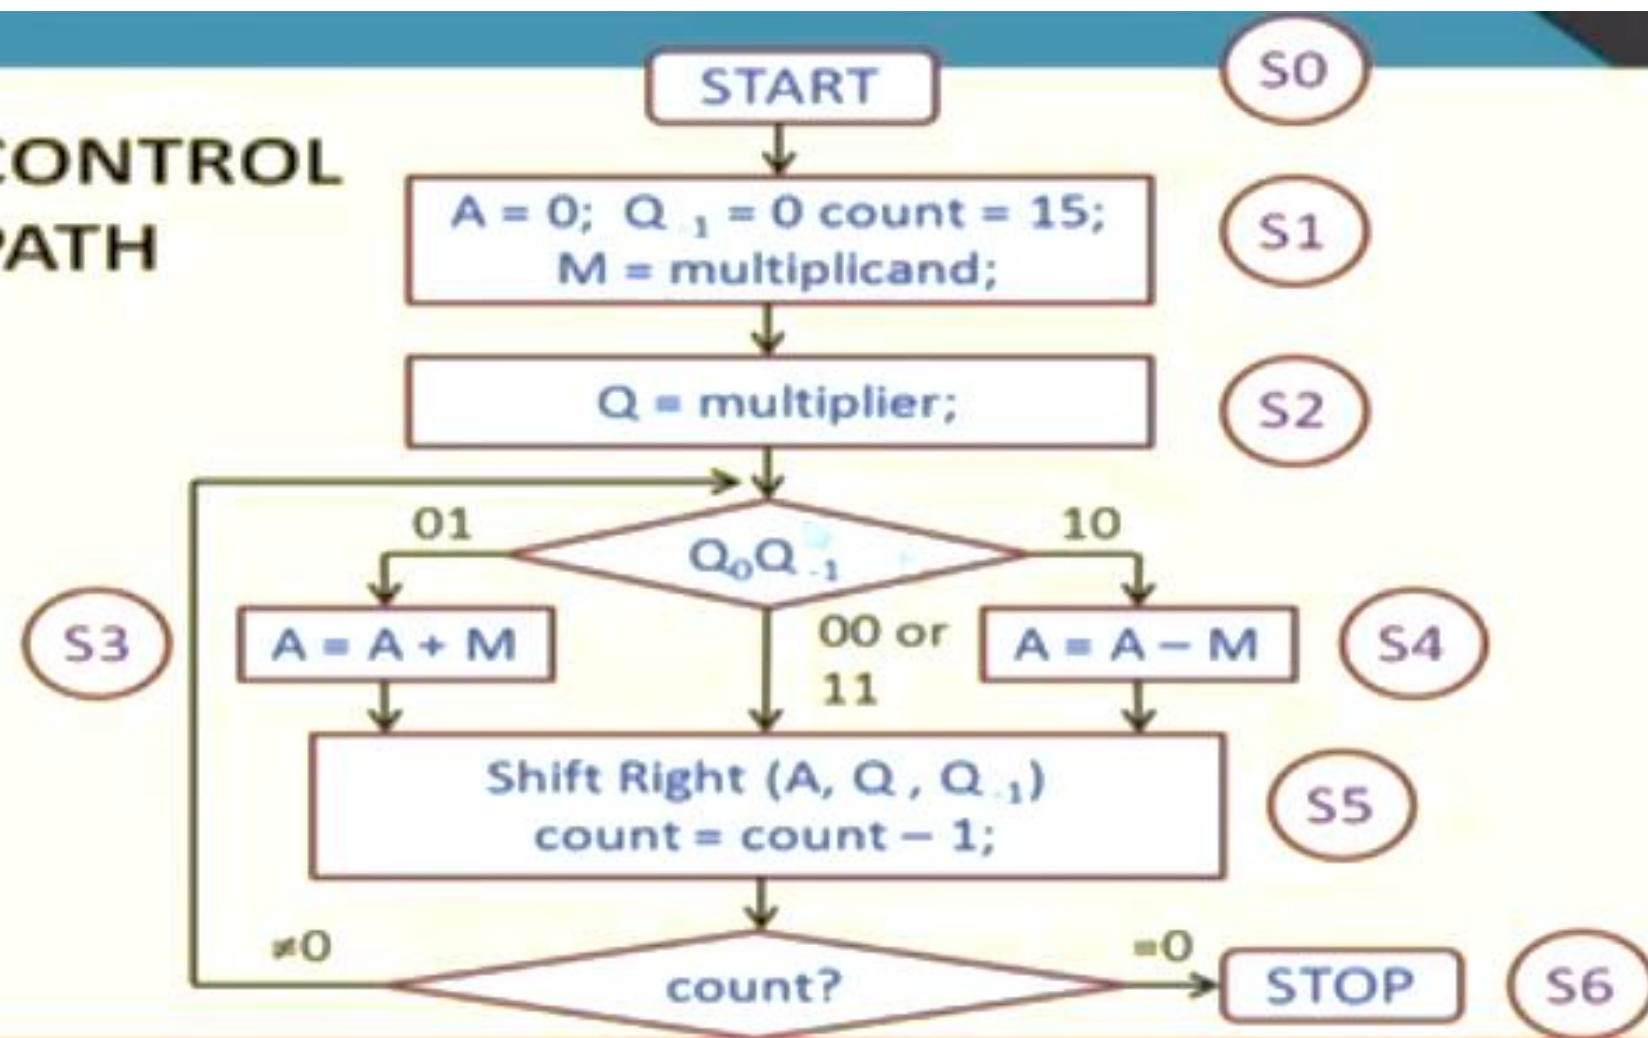 START
S0
CONTROL
PATH
A = 0; Q₋₁ = 0 count = 15;
M = multiplicand;
S1
Q = multiplier;
S2
01
Q₀Q₋₁
10
S3
A = A + M
00 or
11
A = A – M
S4
Shift Right (A, Q , Q₋₁)
count = count – 1;
S5
≠0
count?
=0
STOP
S6